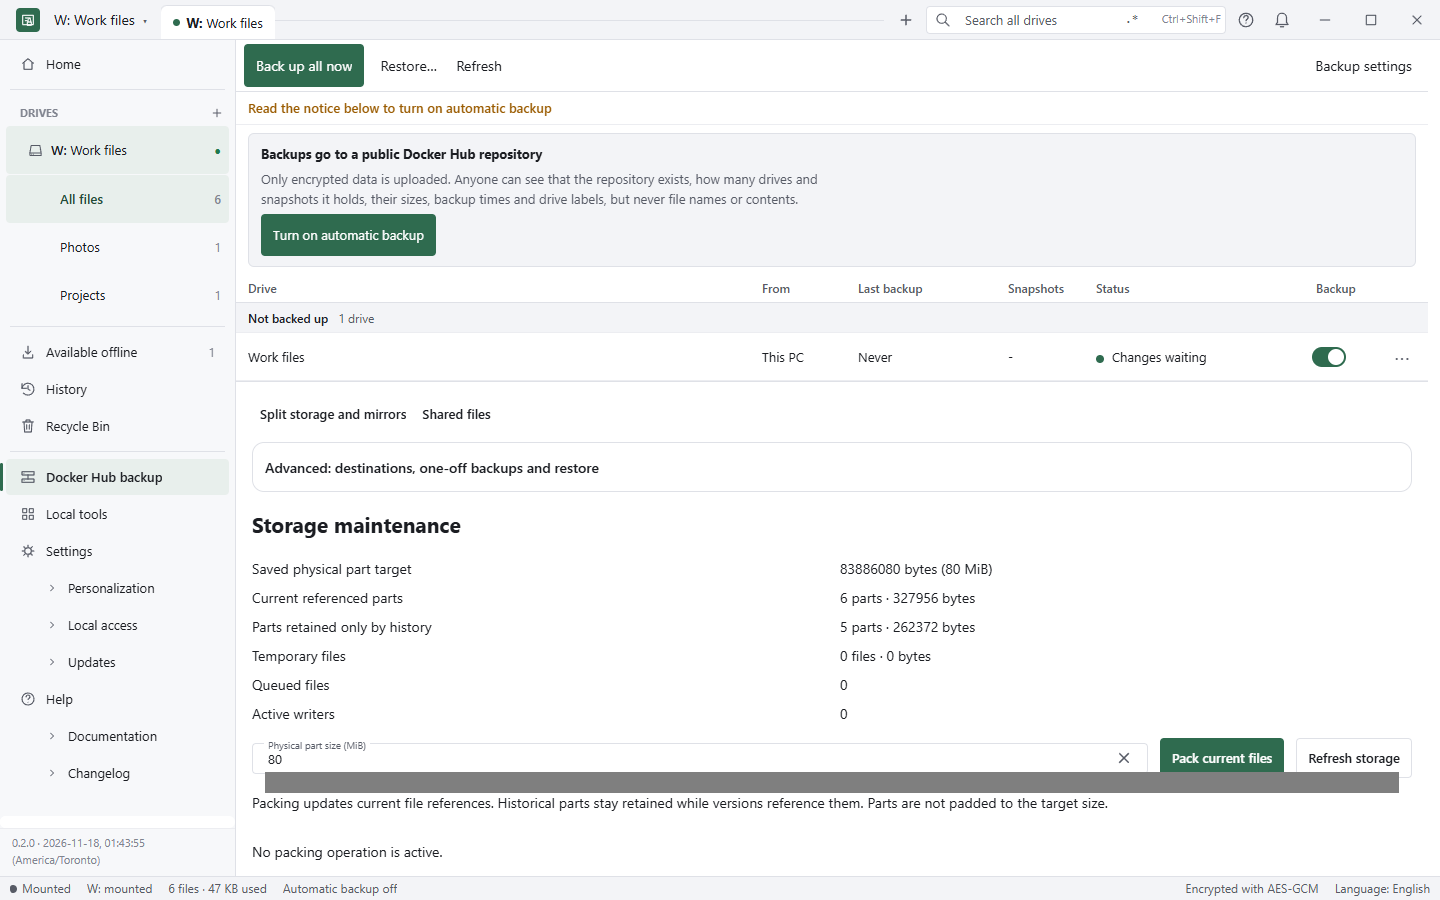 W: Work files
W: Work files
Search all drives
.*
Ctrl+Shift+F
Home
DRIVES
W: Work files
All files 6
Photos 1
Projects 1
Available offline 1
History
Recycle Bin
Docker Hub backup
Local tools
Settings
Personalization
Local access
Updates
Help
Documentation
Changelog
0.2.0 · 2026-11-18, 01:43:55
(America/Toronto)
Back up all now
Restore...
Refresh
Backup settings
Read the notice below to turn on automatic backup
Backups go to a public Docker Hub repository
Only encrypted data is uploaded. Anyone can see that the repository exists, how many drives and
snapshots it holds, their sizes, backup times and drive labels, but never file names or contents.
Turn on automatic backup
Drive From Last backup Snapshots Status Backup
Not backed up 1 drive
Work files This PC Never - Changes waiting
Split storage and mirrors Shared files
Advanced: destinations, one-off backups and restore
Storage maintenance
Saved physical part target 83886080 bytes (80 MiB)
Current referenced parts 6 parts · 327956 bytes
Parts retained only by history 5 parts · 262372 bytes
Temporary files 0 files · 0 bytes
Queued files 0
Active writers 0
Physical part size (MiB)
80
Pack current files
Refresh storage
Packing updates current file references. Historical parts stay retained while versions reference them. Parts are not padded to the target size.
No packing operation is active.
Mounted W: mounted 6 files · 47 KB used Automatic backup off Encrypted with AES-GCM Language: English